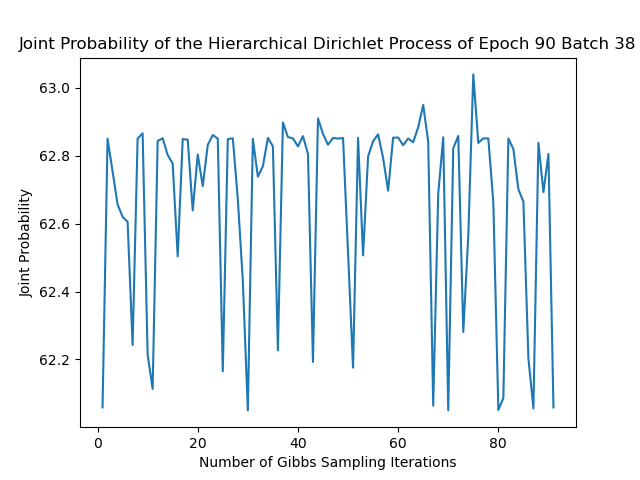 Joint Probability of the Hierarchical Dirichlet Process of Epoch 90 Batch 38
63.0
62.8
62.6
62.4
62.2
Joint Probability
0 20 40 60 80
Number of Gibbs Sampling Iterations